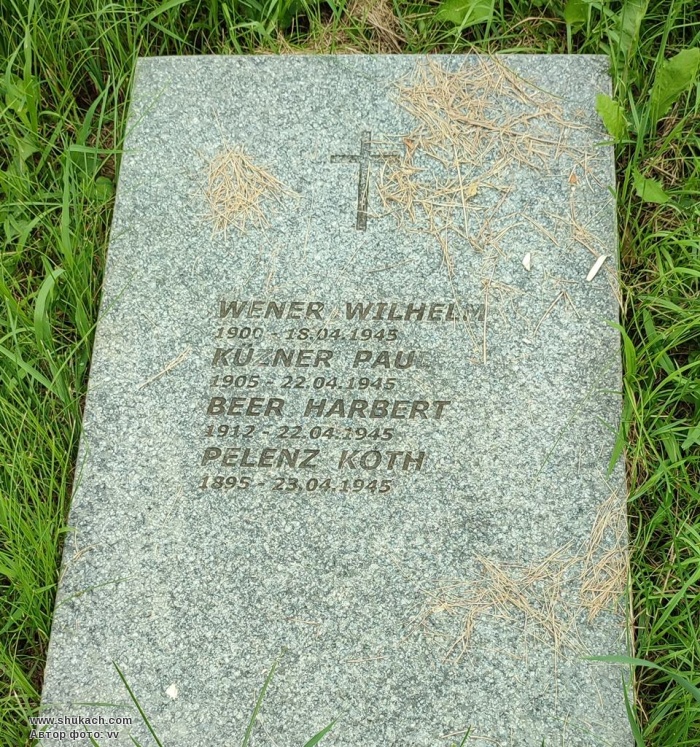 WENER WILHELM
1900 - 18.04.1945
KÜZNER PAUL
1905 - 22.04.1945
BEER HARBERT
1912 - 22.04.1945
PELENZ KOTH
1895 - 23.04.1945
www.shukach.com
Автор фото: vv